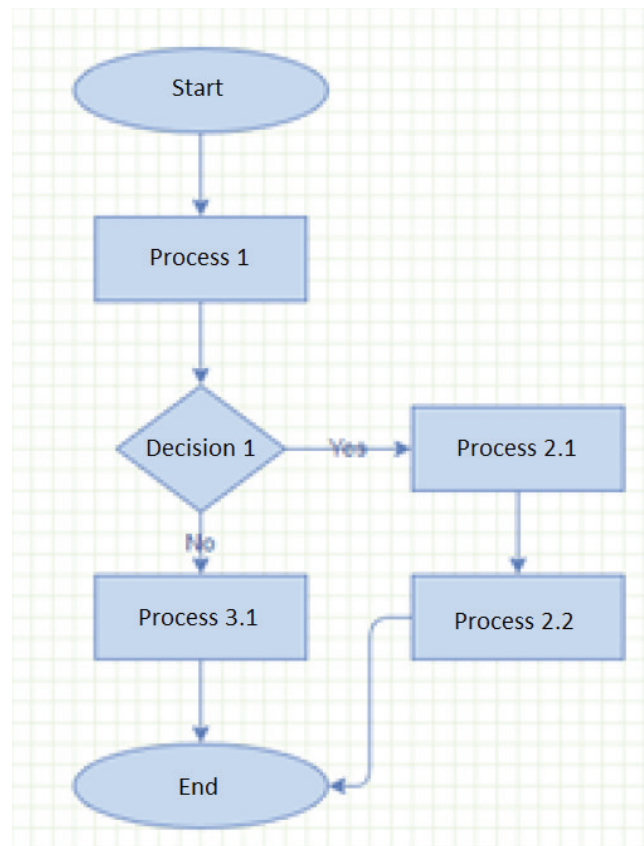 Start
Process 1
Decision 1
Yes
Process 2.1
No
Process 3.1
Process 2.2
End